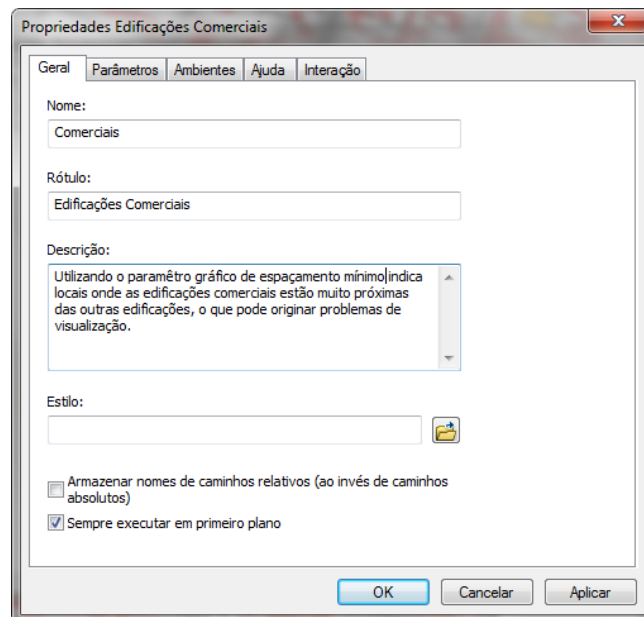 Propriedades Edificações Comerciais
x
Geral Parâmetros Ambientes Ajuda Interação
Nome:
Comerciais
Rótulo:
Edificações Comerciais
Descrição:
Utilizando o paramêtro gráfico de espaçamento mínimo indica
locais onde as edificações comerciais estão muito próximas
das outras edificações, o que pode originar problemas de
visualização.
Estilo:
Armazenar nomes de caminhos relativos (ao invés de caminhos
absolutos)
Sempre executar em primeiro plano
OK Cancelar Aplicar